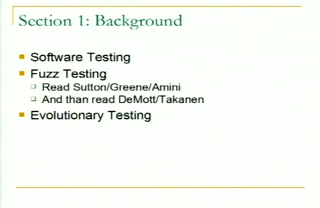 Section 1: Background
Software Testing
Fuzz Testing
Read Sutton/Greene/Amini
And than read DeMott/Takanen
Evolutionary Testing